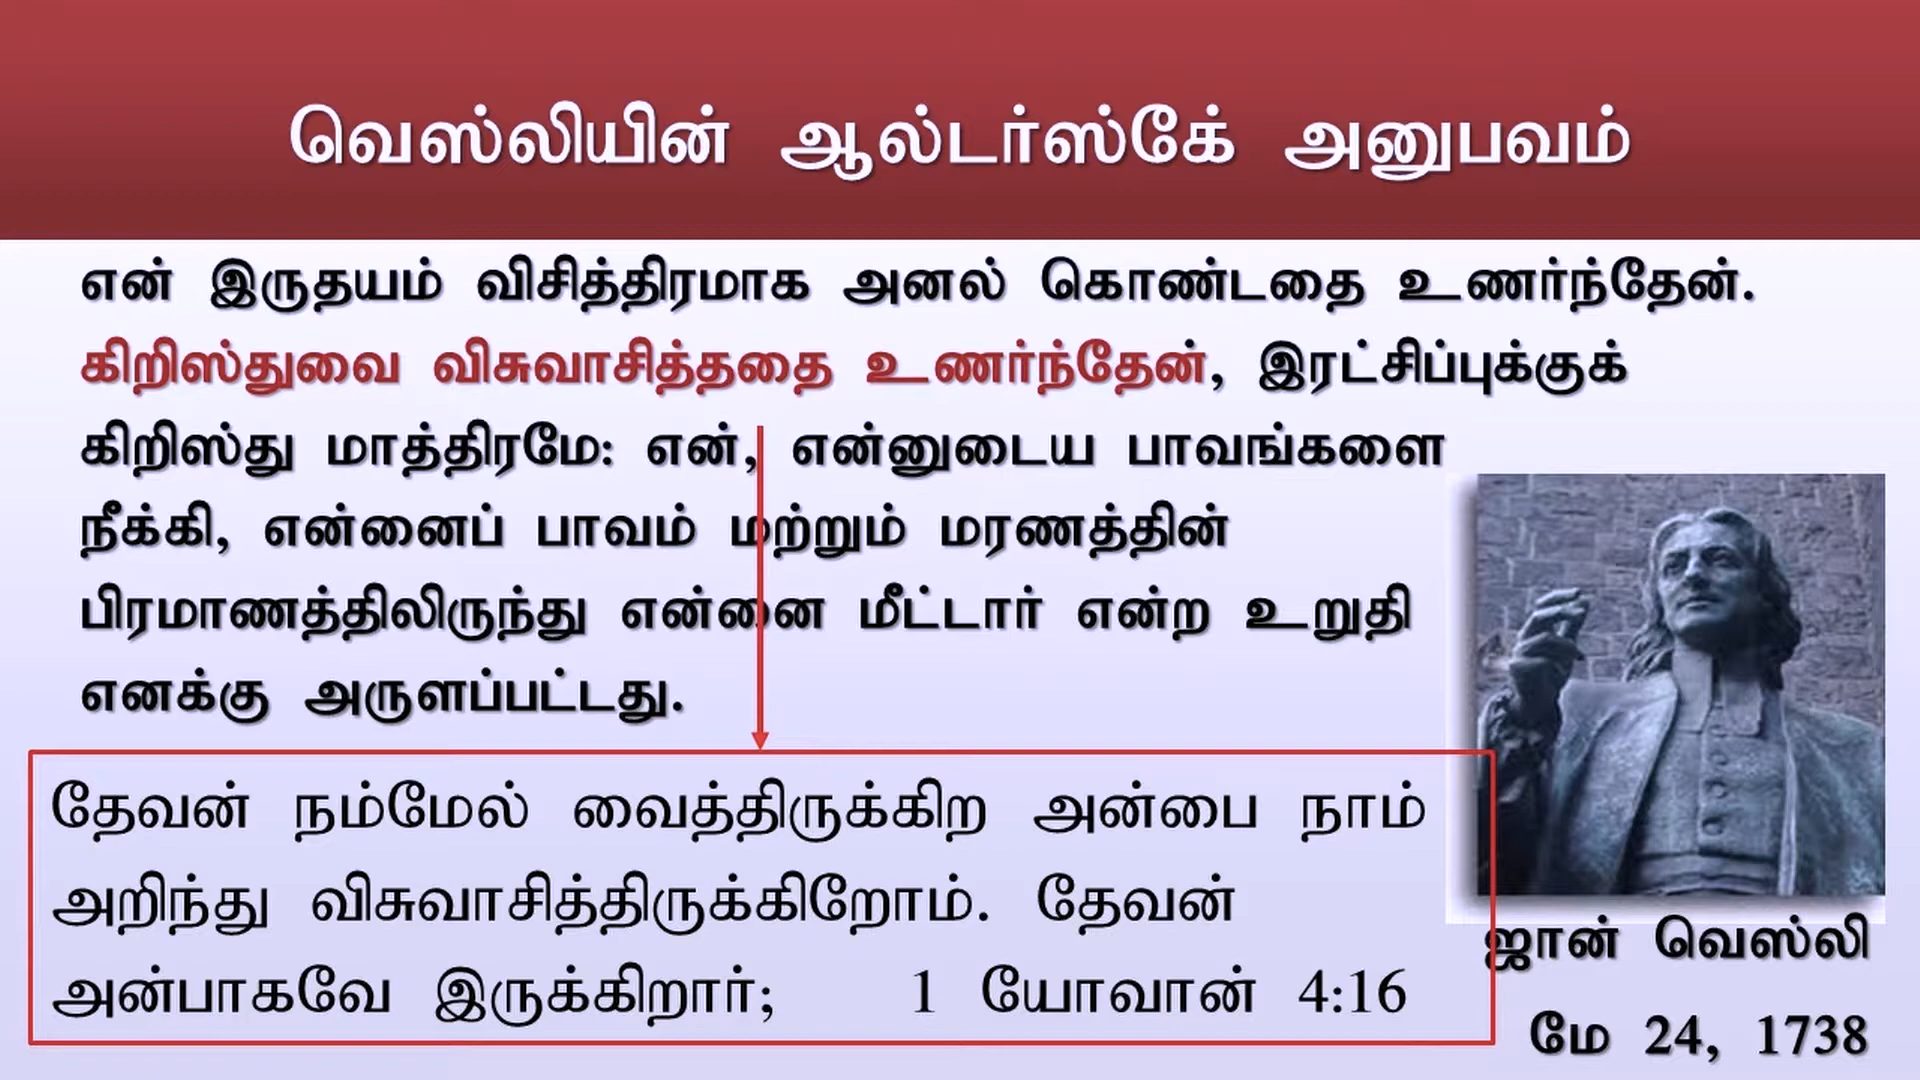 வெஸ்லியின் ஆல்டர்ஸ்கேே் அனுபவம்
என் இருதயம் விசித்திரமாக அனல் கொண்டதை உணர்ந்தேன்.
கிறிஸ்துவை விசுவாசித்ததை உணர்ந்தேன், இரட்சிப்புக்குக்
கிறிஸ்து மாத்திரமே: என், என்னுடைய பாவங்களை
நீக்கி, என்னைப் பாவம் மற்றும் மரணத்தின்
பிரமாணத்திலிருந்து என்னை மீட்டார் என்ற உறுதி
எனக்கு அருளப்பட்டது.
தேவன் நம்மேல் வைத்திருக்கிற அன்பை நாம்
அறிந்து விசுவாசித்திருக்கிறோம். தேவன்
அன்பாகவே இருக்கிறார்; 1 யோவான் 4:16
ஜான் வெஸ்லி
மே 24, 1738